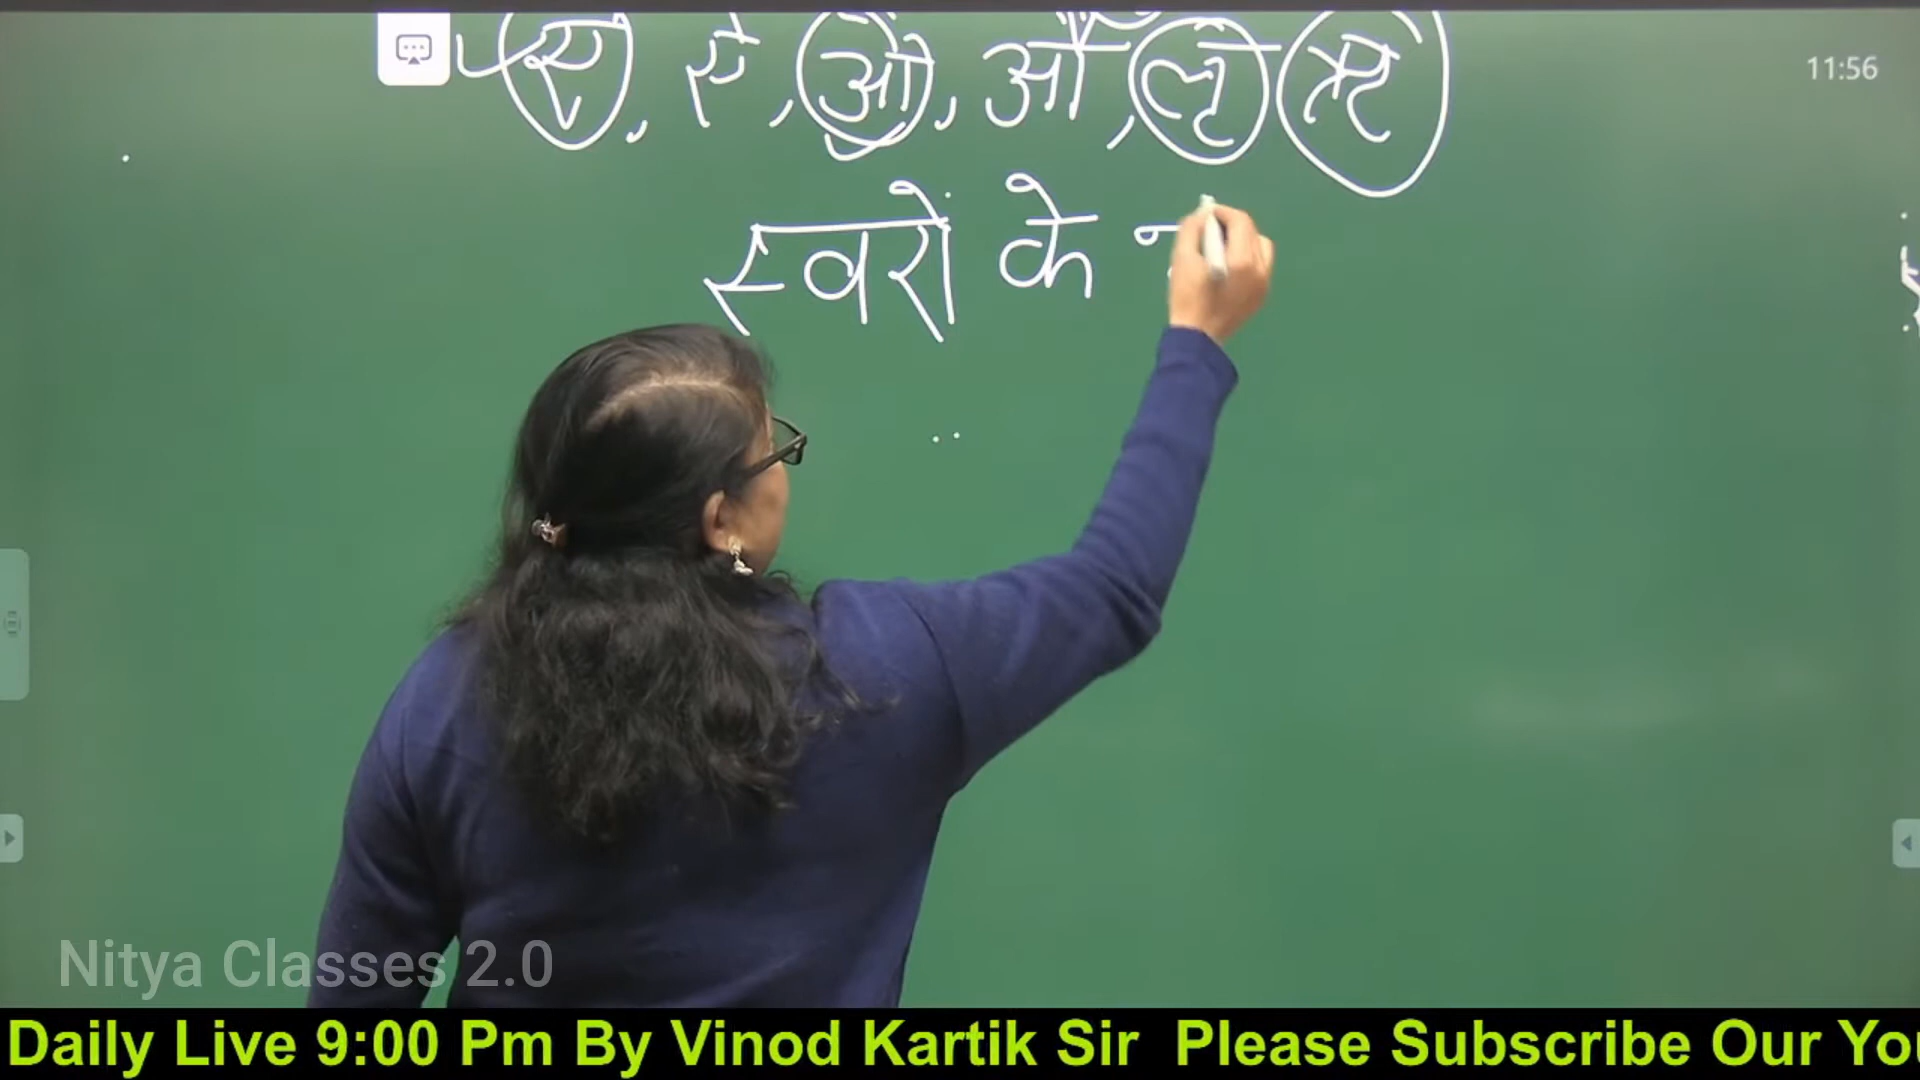 ए, ऐ, ओ, औ, लृ ऋ
11:56
स्वरों के
Nitya Classes 2.0
Daily Live 9:00 Pm By Vinod Kartik Sir Please Subscribe Our You